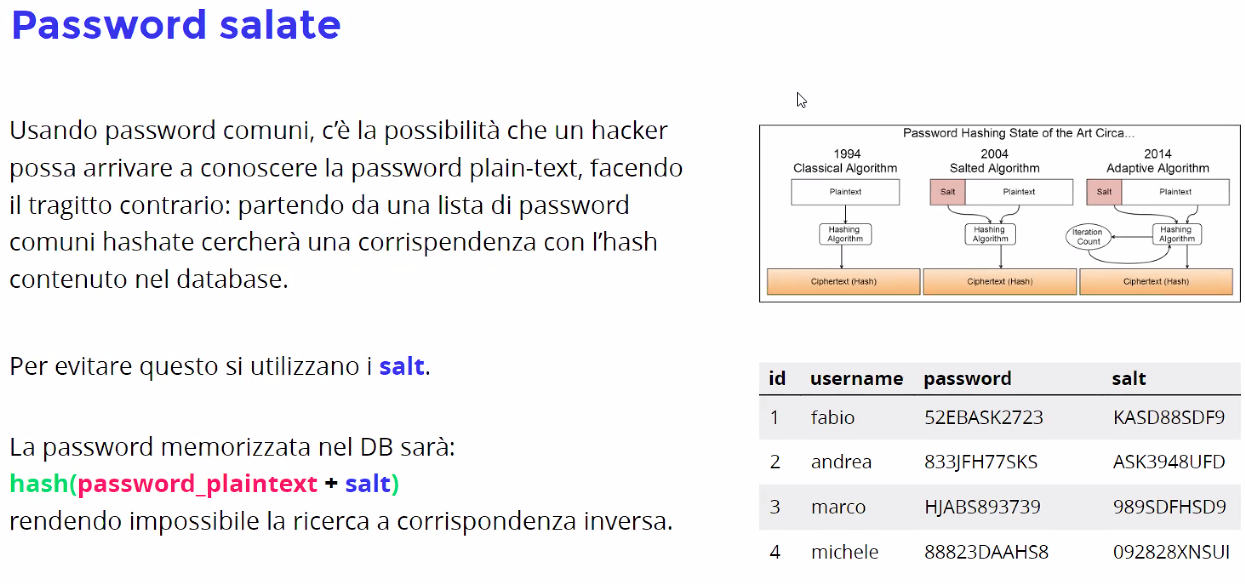 Password salate
Usando password comuni, c'è la possibilità che un hacker
possa arrivare a conoscere la password plain-text, facendo
il tragitto contrario: partendo da una lista di password
comuni hashate cercherà una corrispendenza con l'hash
contenuto nel database.
Per evitare questo si utilizzano i salt.
La password memorizzata nel DB sarà:
hash(password_plaintext + salt)
rendendo impossibile la ricerca a corrispondenza inversa.
Password Hashing State of the Art Circa...
1994 2004 2014
Classical Algorithm Salted Algorithm Adaptive Algorithm
Plaintext Salt Plaintext Salt Plaintext
Hashing Hashing Iteration Hashing
Algorithm Algorithm Count Algorithm
Ciphertext (Hash) Ciphertext (Hash) Ciphertext (Hash)
id username password salt
1 fabio 52EBASK2723 KASD88SDF9
2 andrea 833JFH77SKS ASK3948UFD
3 marco HJABS893739 989SDFHSD9
4 michele 88823DAAHS8 092828XNSUI